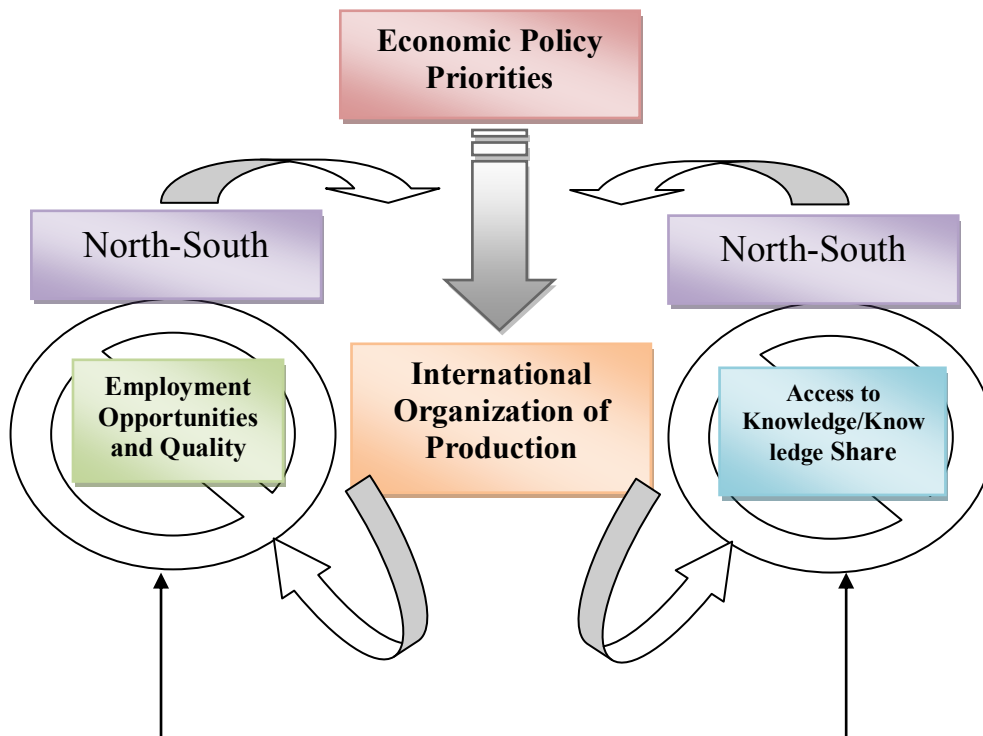 Economic Policy
Priorities
North-South
North-South
Employment
Opportunities
and Quality
International
Organization of
Production
Access to
Knowledge/Know
ledge Share